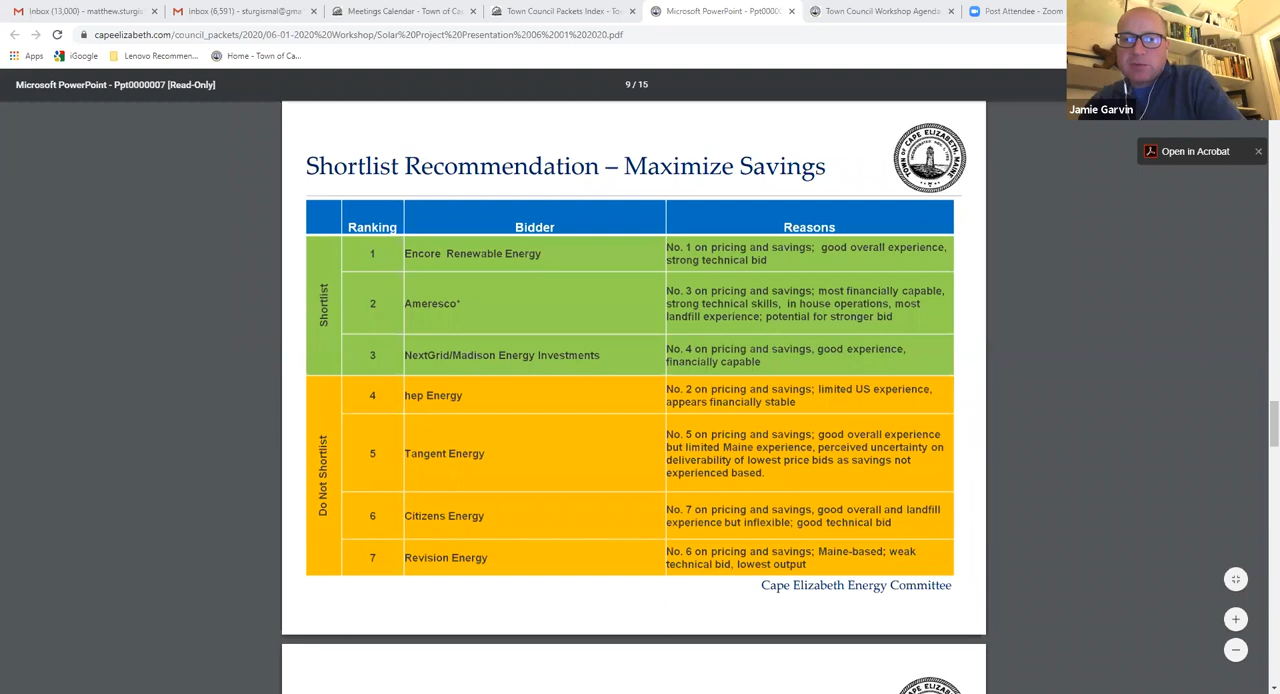 Inbox (13,000) - matthew.sturgis
Inbox (6,591) - sturgismal@gma
Meetings Calendar - Town of Ca
Town Council Packets Index - To
Microsoft PowerPoint - Ppt0000
Town Council Workshop Agenda
Post Attendee - Zoom
capeelizabeth.com/council_packets/2020/06-01-2020%20Workshop/Solar%20Project%20Presentation%2006%2001%202020.pdf
Apps
iGoogle
Lenovo Recommen...
Home - Town of Ca...
Jamie Garvin
Microsoft PowerPoint - Ppt0000007 [Read-Only]
9 / 15
Open in Acrobat
Shortlist Recommendation – Maximize Savings
TOWN OF CAPE ELIZABETH, MAINE
Ranking
Bidder
Reasons
Shortlist
1
Encore Renewable Energy
No. 1 on pricing and savings; good overall experience,
strong technical bid
2
Ameresco*
No. 3 on pricing and savings; most financially capable,
strong technical skills, in house operations, most
landfill experience; potential for stronger bid
3
NextGrid/Madison Energy Investments
No. 4 on pricing and savings, good experience,
financially capable
Do Not Shortlist
4
hep Energy
No. 2 on pricing and savings; limited US experience,
appears financially stable
5
Tangent Energy
No. 5 on pricing and savings; good overall experience
but limited Maine experience, perceived uncertainty on
deliverability of lowest price bids as savings not
experienced based.
6
Citizens Energy
No. 7 on pricing and savings, good overall and landfill
experience but inflexible; good technical bid
7
Revision Energy
No. 6 on pricing and savings; Maine-based; weak
technical bid, lowest output
Cape Elizabeth Energy Committee